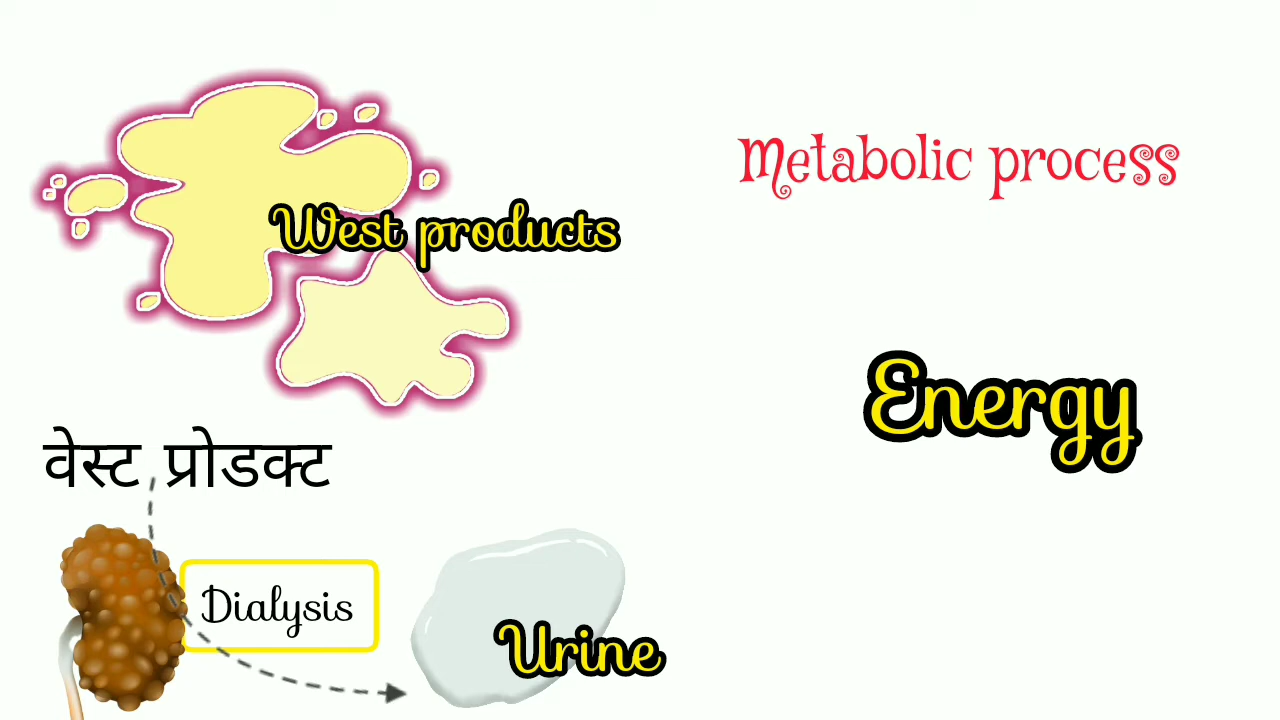 Metabolic process
West products
Energy
वेस्ट प्रोडक्ट
Dialysis
Urine